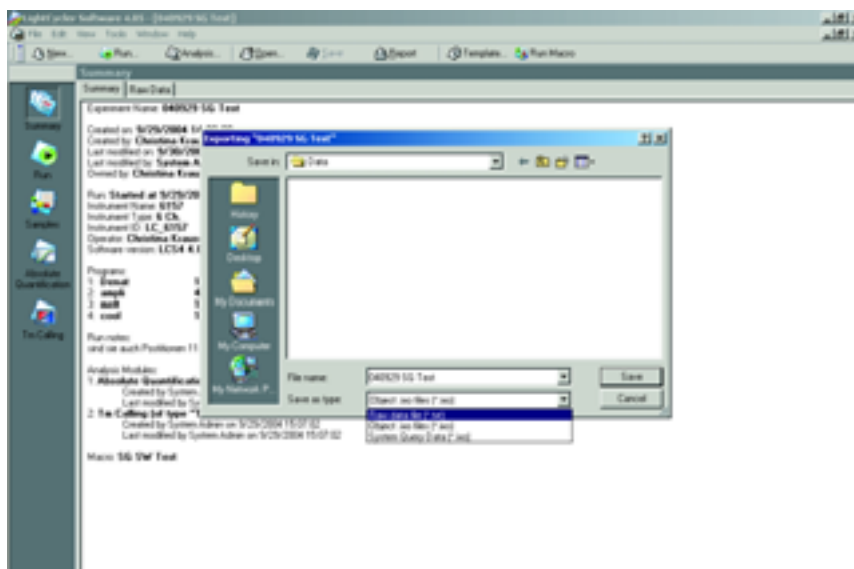 LightCycler Software 4.05 - [040929 SG Test]
File Edit View Tools Window Help
New... Run... Analysis... Open... Save Report Template... Run Macro
Summary
Summary Raw Data
Experiment Name: 040929 SG Test
Created on: 9/29/2004
Created by: Christina
Last modified on: 9/30/200
Last modified by: System A
Owned by: Christina
Run: Started at 9/29/20
Instrument Name: 6157
Instrument Type: 6 Ch.
Instrument ID: LC_6157
Operator: Christina
Software version: LCS4 4.0
Programs:
1: Denat
2: ampli
3: melt
4: cool
Run notes:
sind sie auch Positionen 11
Analysis Modules:
1. Absolute Quantificatio
Created by System
Last modified by Sy
2. Tm Calling (of type "T
Created by System Admin on 9/29/2004 15:07:02
Last modified by System Admin on 9/29/2004 15:07:02
Macro: SG SW Test
Summary
Run
Samples
Absolute Quantification
Tm Calling
Exporting "040929 SG Test"
Save in: Data
History
Desktop
My Documents
My Computer
My Network P...
File name: 040929 SG Test Save
Save as type: Object .ixo files (*.ixo) Cancel
Raw data file (*.txt)
Object .ixo files (*.ixo)
System Query Data (*.ixo)